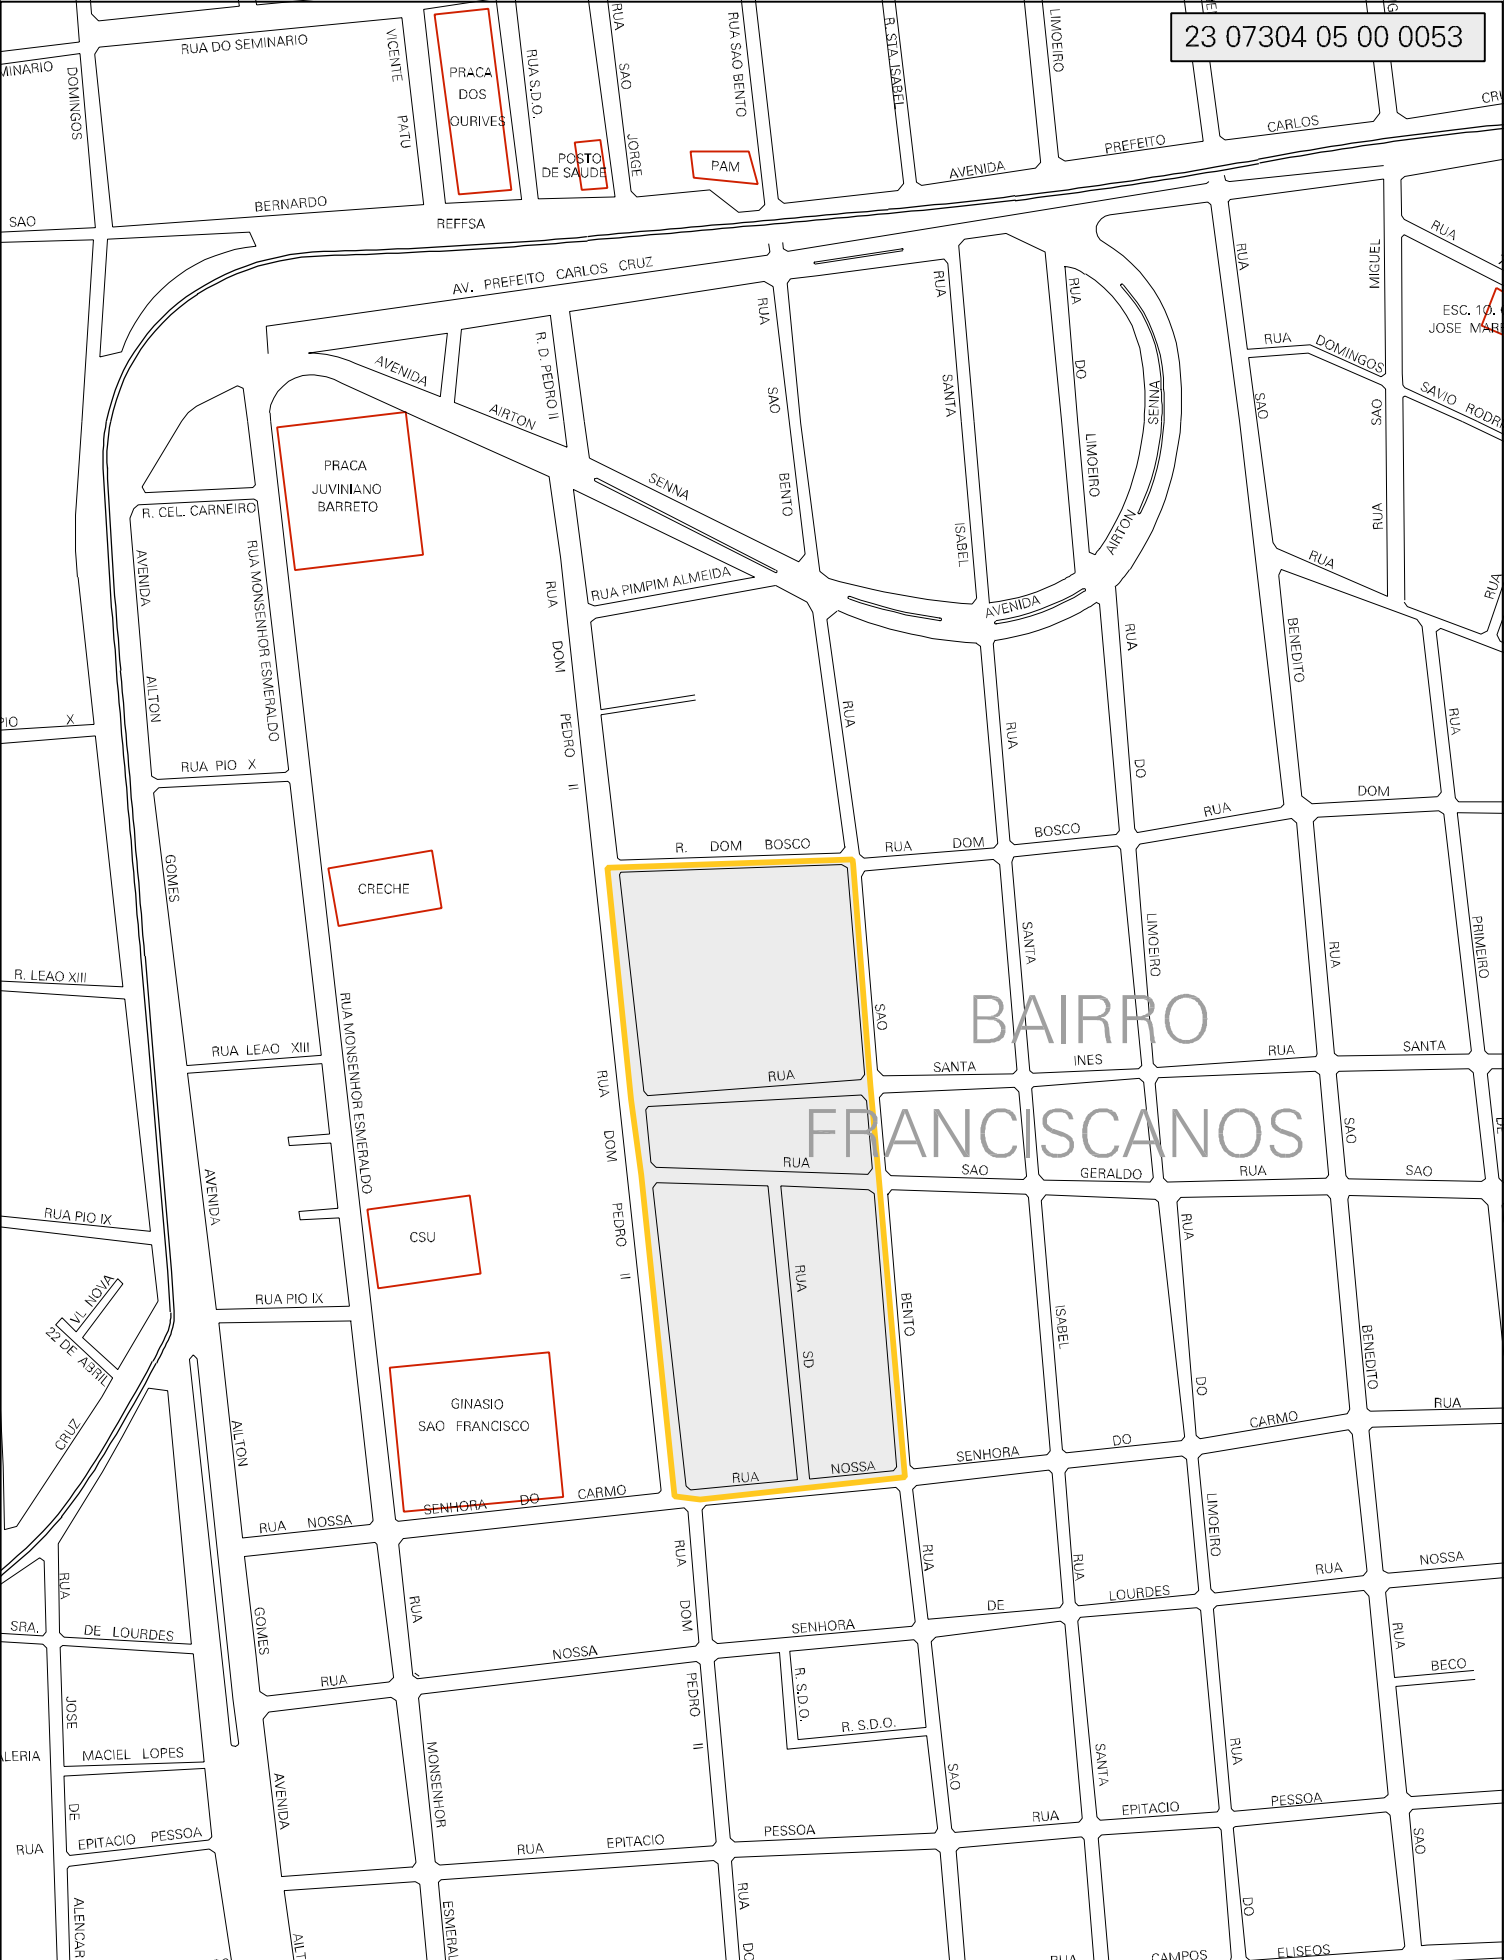 23 07304 05 00 0053
RUA DO SEMINARIO
MINARIO
DOMINGOS
VICENTE
PATU
PRACA
DOS
OURIVES
RUA S.D.O.
RUA
SAO
JORGE
RUA SAO BENTO
R. STA ISABEL
LIMOEIRO
POSTO
DE SAUDE
PAM
AVENIDA
PREFEITO
CARLOS
SAO
BERNARDO
REFFSA
AV. PREFEITO CARLOS CRUZ
AVENIDA
AIRTON
SENNA
R. D. PEDRO II
RUA
SAO
BENTO
RUA
SANTA
ISABEL
RUA
DO
LIMOEIRO
SENNA
AIRTON
AVENIDA
RUA
MIGUEL
RUA
ESC. 1O.
RUA
DOMINGOS
SAVIO
SAO
SAO
RUA
RUA
RUA
PRACA
JUVINIANO
BARRETO
R. CEL. CARNEIRO
AVENIDA
AILTON
RUA MONSENHOR ESMERALDO
RUA PIMPIM ALMEIDA
RUA
DOM
PEDRO
II
RUA
DO
BENEDITO
X
RUA PIO X
RUA
RUA
RUA
R. DOM BOSCO
RUA DOM
BOSCO
RUA
DOM
GOMES
CRECHE
R. LEAO XIII
RUA LEAO XIII
RUA MONSENHOR ESMERALDO
SAO
SANTA
LIMOEIRO
RUA
PRIMEIRO
BAIRRO
FRANCISCANOS
RUA
SANTA
INES
RUA
SANTA
RUA
DOM
PEDRO
II
RUA
SAO
GERALDO
RUA
SAO
SAO
AVENIDA
RUA PIO IX
CSU
RUA PIO IX
VL. NOVA
22 DE ABRIL
CRUZ
RUA
SD
BENTO
ISABEL
RUA
DO
BENEDITO
GINASIO
SAO FRANCISCO
AILTON
RUA
NOSSA
SENHORA
DO
CARMO
RUA
RUA NOSSA
SENHORA DO CARMO
RUA
DOM
PEDRO
II
RUA
RUA
LIMOEIRO
RUA
NOSSA
SRA.
RUA
DE LOURDES
GOMES
RUA
RUA
NOSSA
SENHORA
DE
LOURDES
RUA
BECO
JOSE
MACIEL LOPES
R. S.D.O.
R. S.D.O.
AVENIDA
MONSENHOR
SAO
SANTA
RUA
DE
EPITACIO PESSOA
RUA
RUA
EPITACIO
PESSOA
RUA
EPITACIO
PESSOA
SAO
ALENCAR
RUA
DO
CAMPOS
ELISEOS